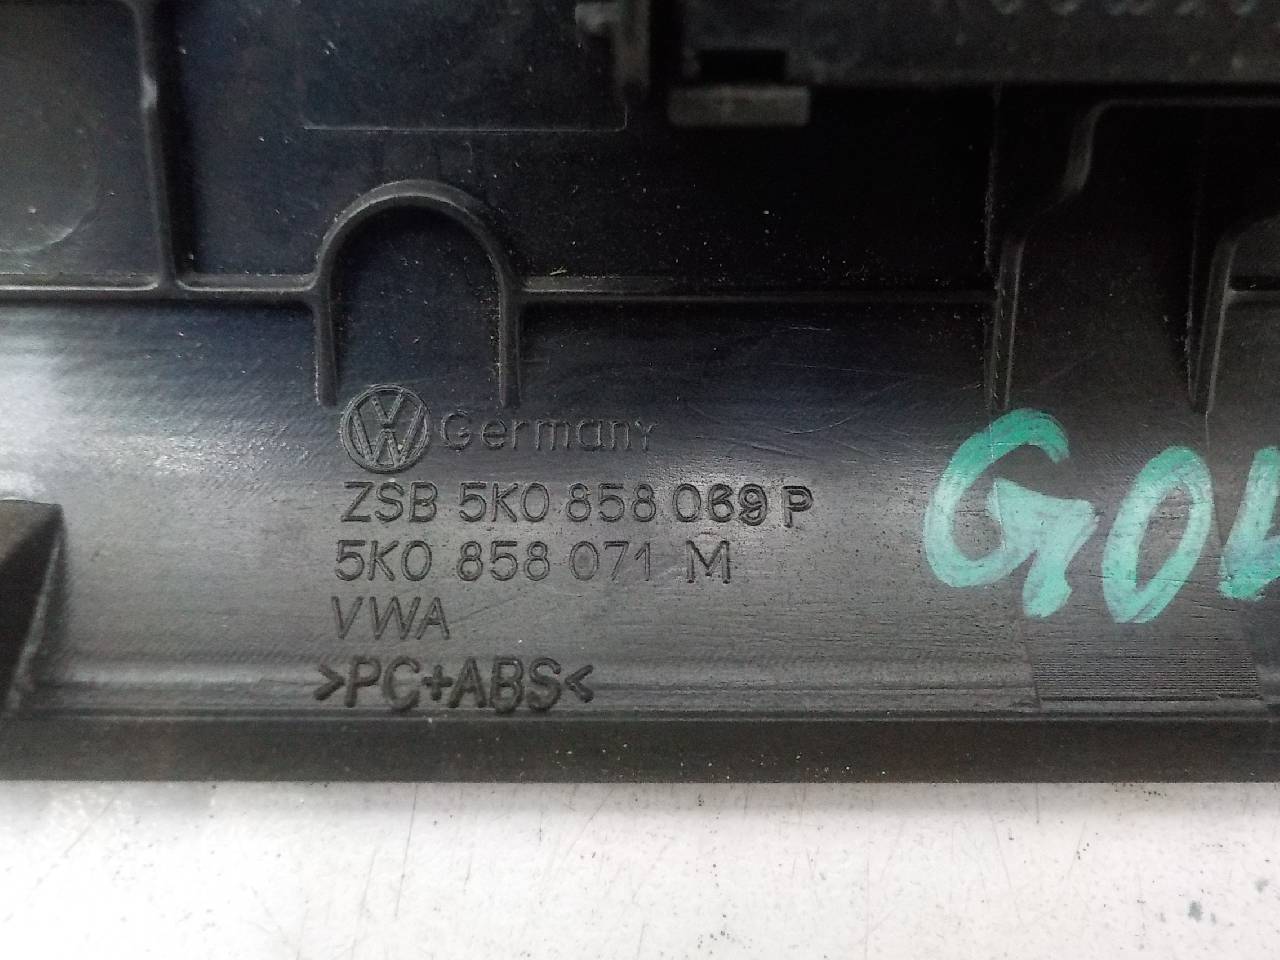 Germany
ZSB 5K0 858 069 P
5K0 858 071 M
VWA
>PC+ABS<
GOL